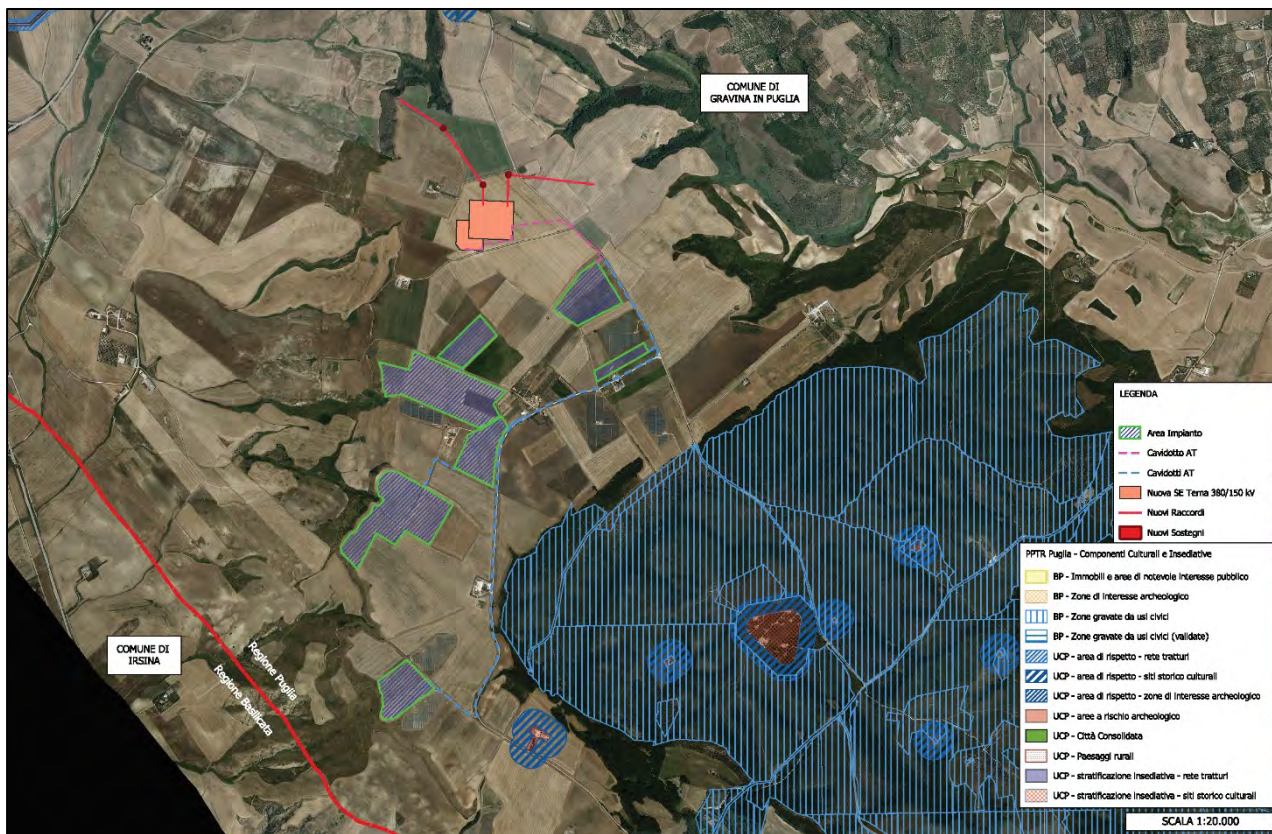 COMUNE DI
GRAVINA IN PUGLIA
LEGENDA
Area Impianto
Cavidotto AT
Cavidotti AT
Nuova SE Terna 380/150 kV
Nuovi Raccordi
Nuovi Sostegni
PPTR Puglia - Componenti Culturali e Insediative
BP - Immobili e aree di notevole interesse pubblico
BP - Zone di interesse archeologico
BP - Zone gravate da usi civici
BP - Zone gravate da usi civici (validate)
UCP - area di rispetto - rete tratturi
UCP - area di rispetto - siti storico culturali
UCP - area di rispetto - zone di interesse archeologico
UCP - aree a rischio archeologico
UCP - Città Consolidata
UCP - Paesaggi rurali
UCP - stratificazione insediativa - rete tratturi
UCP - stratificazione insediativa - siti storico culturali
COMUNE DI
IRSINA
Regione Puglia
Regione Basilicata
SCALA 1:20.000